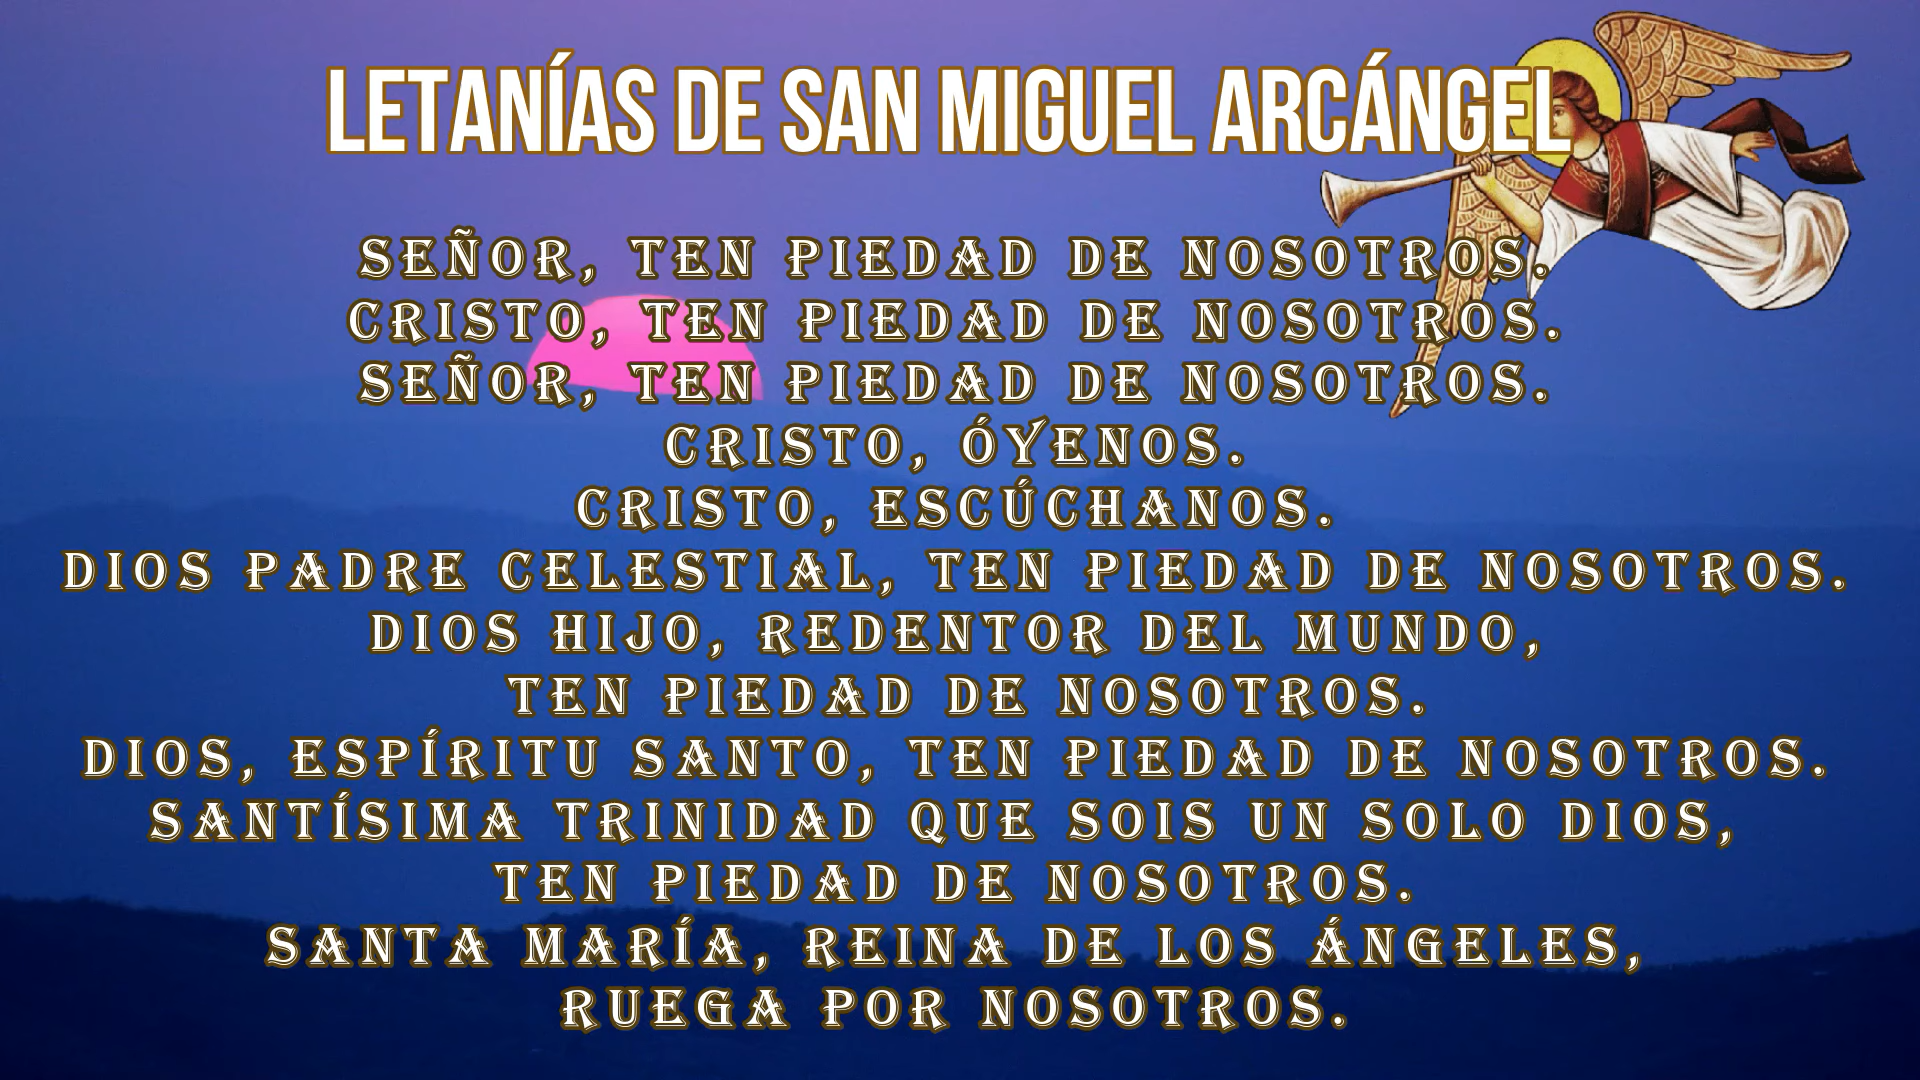 LETANÍAS DE SAN MIGUEL ARCÁNGEL
SEÑOR, TEN PIEDAD DE NOSOTROS.
CRISTO, TEN PIEDAD DE NOSOTROS.
SEÑOR, TEN PIEDAD DE NOSOTROS.
CRISTO, ÓYENOS.
CRISTO, ESCÚCHANOS.
DIOS PADRE CELESTIAL, TEN PIEDAD DE NOSOTROS.
DIOS HIJO, REDENTOR DEL MUNDO,
TEN PIEDAD DE NOSOTROS.
DIOS, ESPÍRITU SANTO, TEN PIEDAD DE NOSOTROS.
SANTÍSIMA TRINIDAD QUE SOIS UN SOLO DIOS,
TEN PIEDAD DE NOSOTROS.
SANTA MARÍA, REINA DE LOS ÁNGELES,
RUEGA POR NOSOTROS.